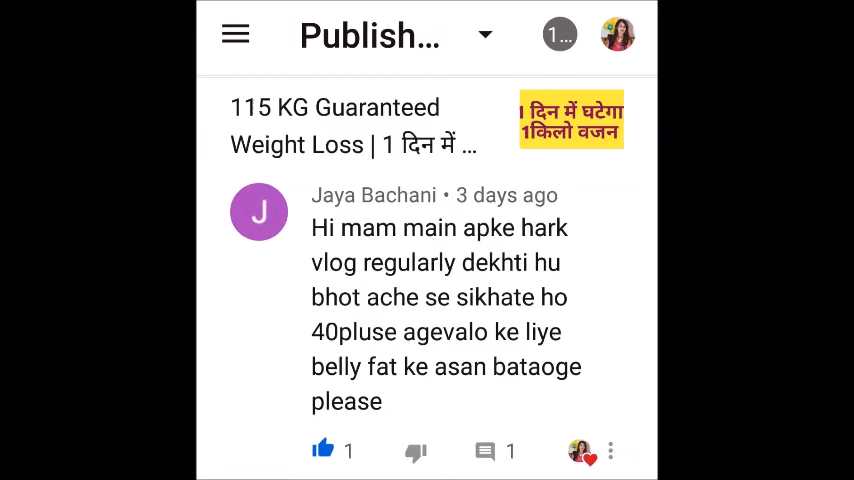 Publish...
1...
115 KG Guaranteed
Weight Loss | 1 दिन में ...
1 दिन में घटेगा
1किलो वजन
J
Jaya Bachani • 3 days ago
Hi mam main apke hark
vlog regularly dekhti hu
bhot ache se sikhate ho
40pluse agevalo ke liye
belly fat ke asan bataoge
please
1
1